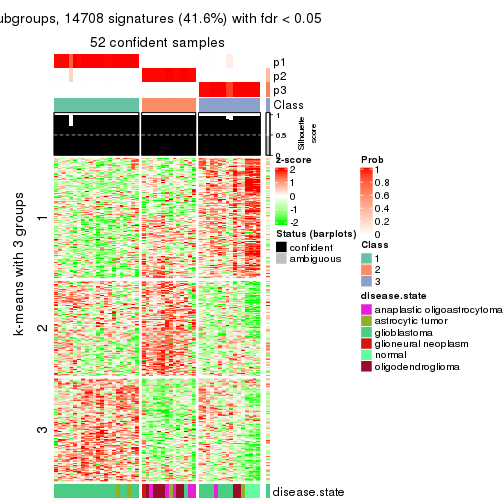 ubgroups, 14708 signatures (41.6%) with fdr < 0.05
52 confident samples
p1
p2
p3
Class
1
0.5
0
Silhouette
score
k-means with 3 groups
1
2
3
z-score
2
1
0
-1
-2
Status (barplots)
confident
ambiguous
Prob
1
0.8
0.6
0.4
0.2
0
Class
1
2
3
disease.state
anaplastic oligoastrocytoma
astrocytic tumor
glioblastoma
glioneural neoplasm
normal
oligodendroglioma
disease.state